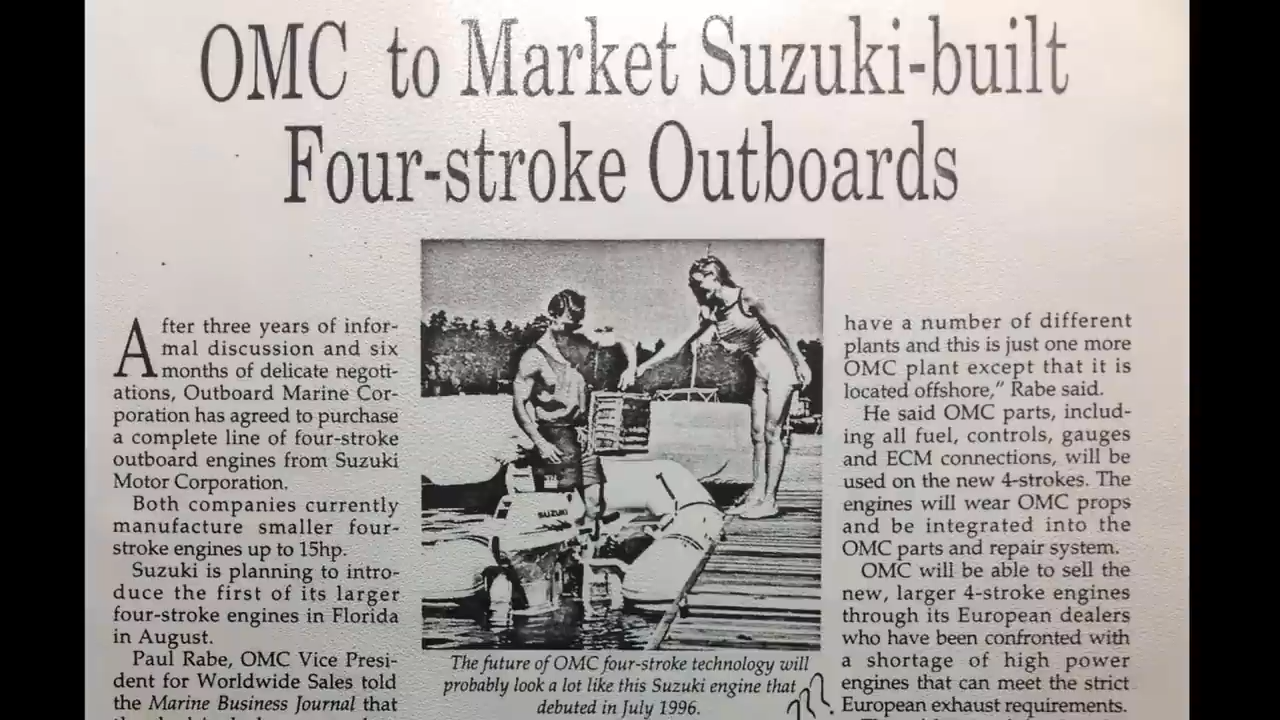 OMC to Market Suzuki-built
Four-stroke Outboards
After three years of infor-
mal discussion and six
months of delicate negoti-
ations, Outboard Marine Cor-
poration has agreed to purchase
a complete line of four-stroke
outboard engines from Suzuki
Motor Corporation.
Both companies currently
manufacture smaller four-
stroke engines up to 15hp.
Suzuki is planning to intro-
duce the first of its larger
four-stroke engines in Florida
in August.
Paul Rabe, OMC Vice Presi-
dent for Worldwide Sales told
the Marine Business Journal that
SUZUKI
The future of OMC four-stroke technology will
probably look a lot like this Suzuki engine that
debuted in July 1996.
have a number of different
plants and this is just one more
OMC plant except that it is
located offshore,” Rabe said.
He said OMC parts, includ-
ing all fuel, controls, gauges
and ECM connections, will be
used on the new 4-strokes. The
engines will wear OMC props
and be integrated into the
OMC parts and repair system.
OMC will be able to sell the
new, larger 4-stroke engines
through its European dealers
who have been confronted with
a shortage of high power
engines that can meet the strict
European exhaust requirements.